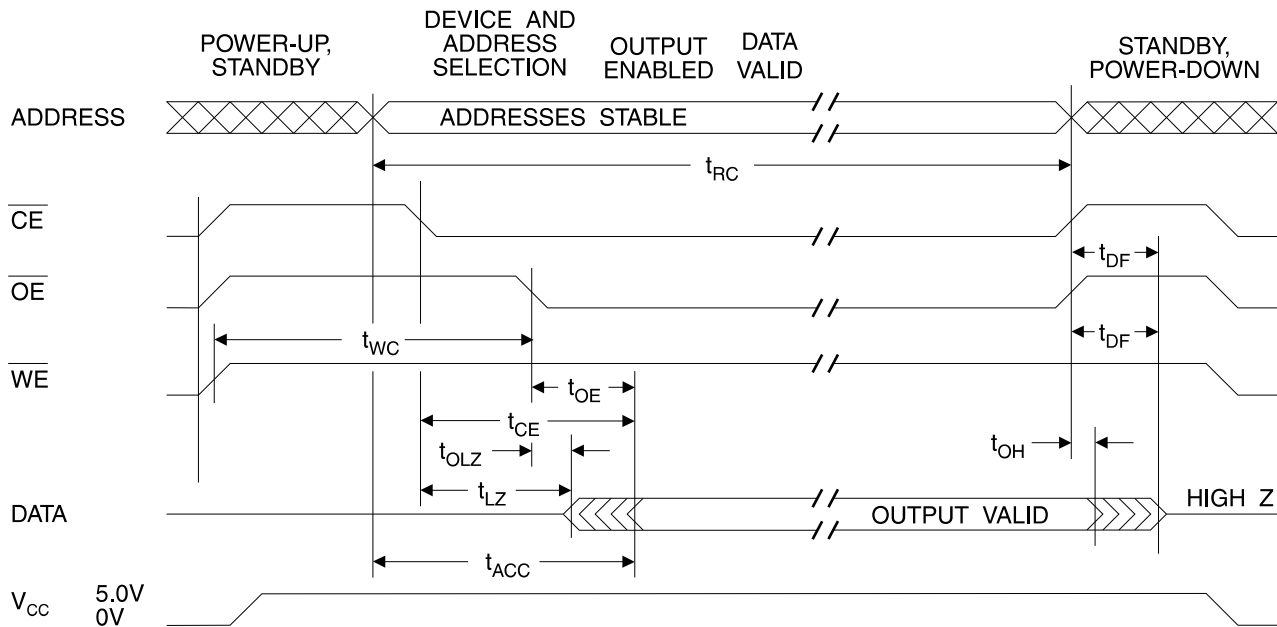 POWER-UP,
STANDBY
DEVICE AND
ADDRESS
SELECTION
OUTPUT
ENABLED
DATA
VALID
STANDBY,
POWER-DOWN
ADDRESS
ADDRESSES STABLE
tRC
CE
tDF
OE
tWC
tDF
WE
tOE
tCE
tOLZ
tOH
tLZ
DATA
OUTPUT VALID
HIGH Z
tACC
VCC
5.0V
0V